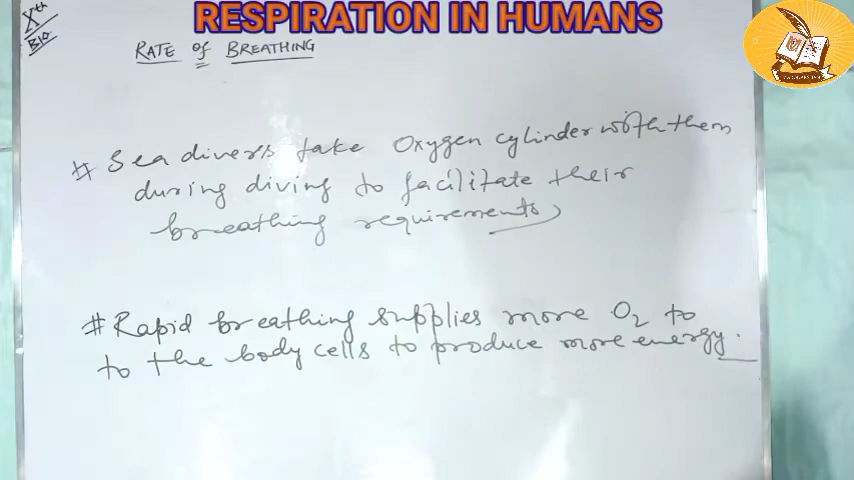 RESPIRATION IN HUMANS
Xth
BIO
RATE of BREATHING
# Sea divers take Oxygen cylinder with them
during diving to facilitate their
breathing requirements
# Rapid breathing supplies more O2 to
to the body cells to produce more energy.